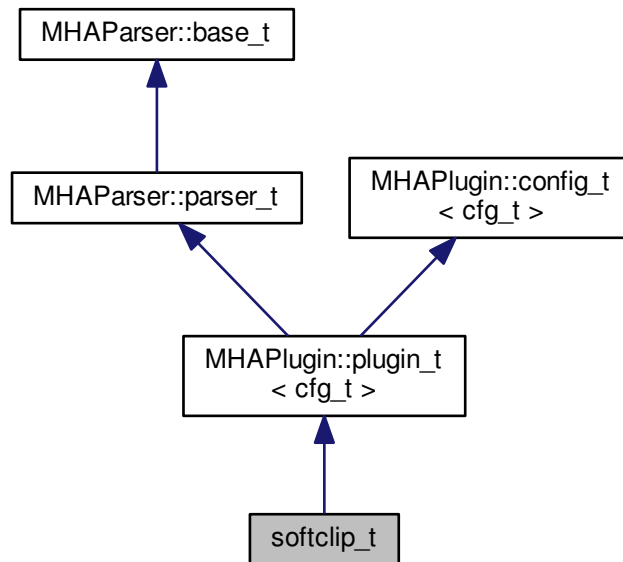 MHAParser::base_t
MHAParser::parser_t
MHAPlugin::config_t
< cfg_t >
MHAPlugin::plugin_t
< cfg_t >
softclip_t